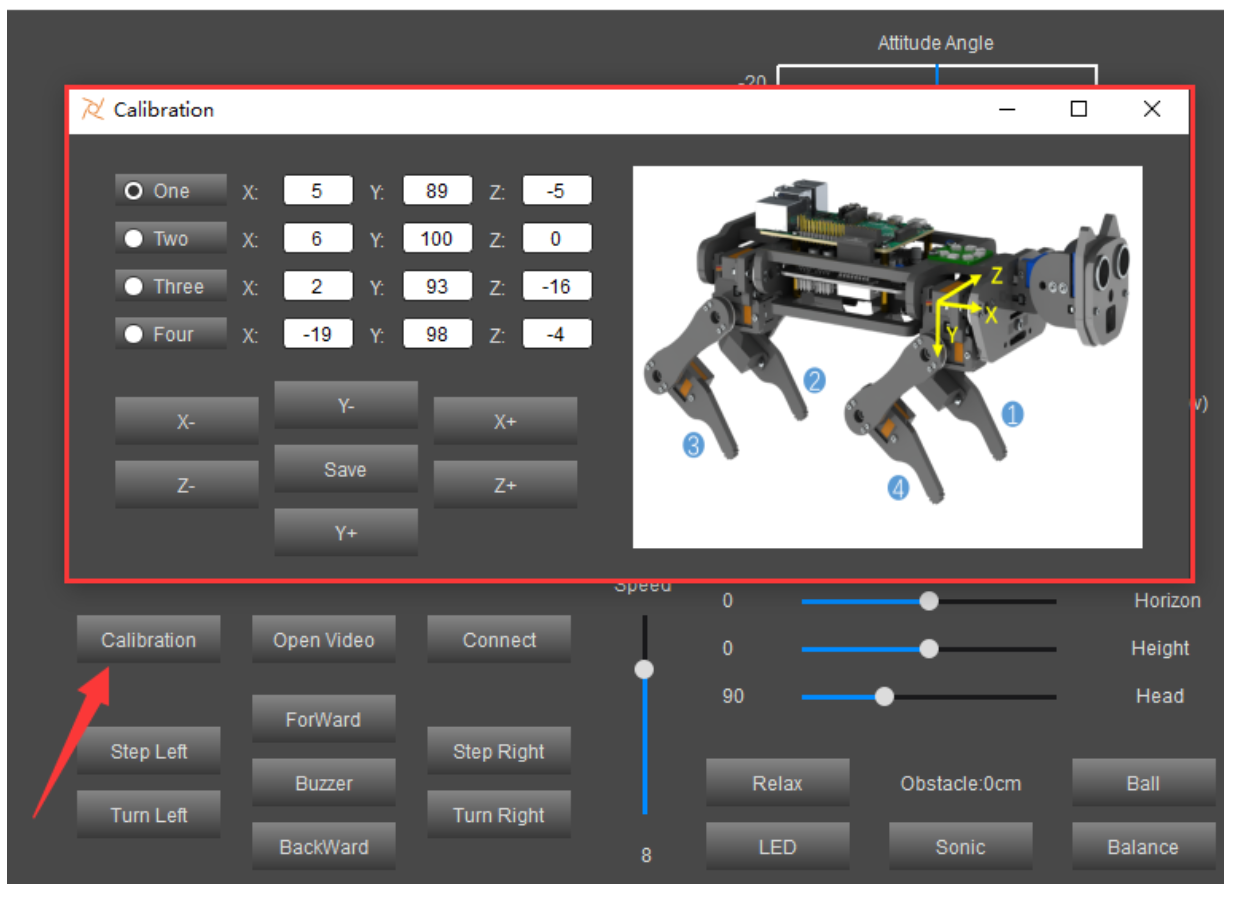 Attitude Angle
-20
Calibration
One X: 5 Y: 89 Z: -5
Two X: 6 Y: 100 Z: 0
Three X: 2 Y: 93 Z: -16
Four X: -19 Y: 98 Z: -4
X- Y- X+
Z- Save Z+
Y+
Z
X
Y
2
1
3
4
Speed
0 Horizon
Calibration Open Video Connect
0 Height
90 Head
ForWard
Step Left Step Right
Buzzer
Relax Obstacle:0cm Ball
Turn Left Turn Right
BackWard
8
LED Sonic Balance